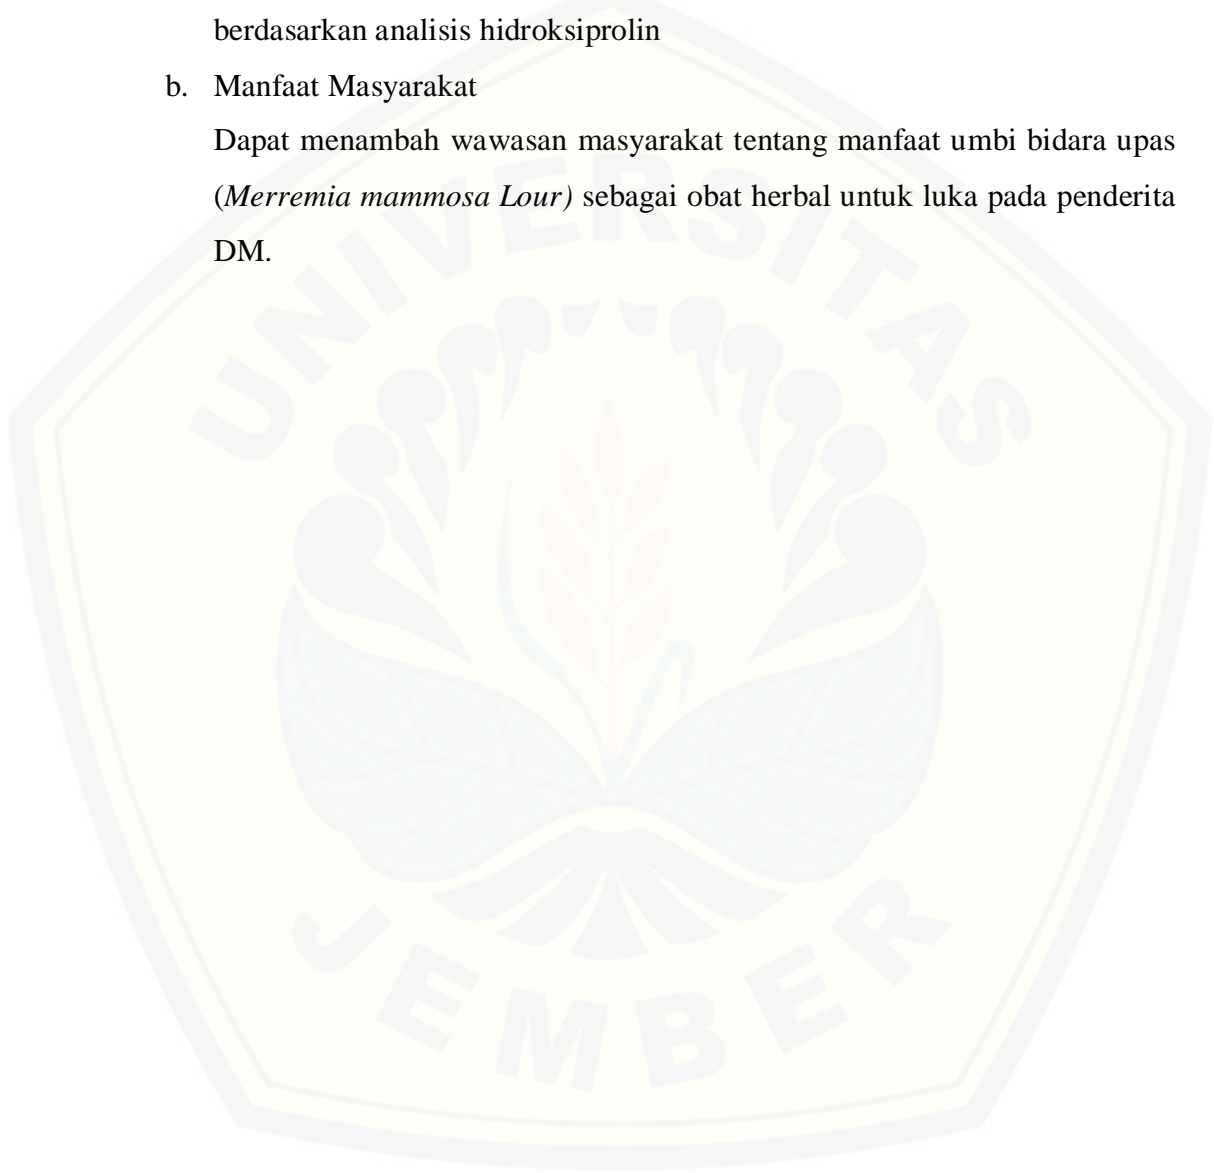 berdasarkan analisis hidroksiprolin
b. Manfaat Masyarakat
Dapat menambah wawasan masyarakat tentang manfaat umbi bidara upas
(Merremia mammosa Lour) sebagai obat herbal untuk luka pada penderita
DM.
UNIVERSITAS
JEMBER